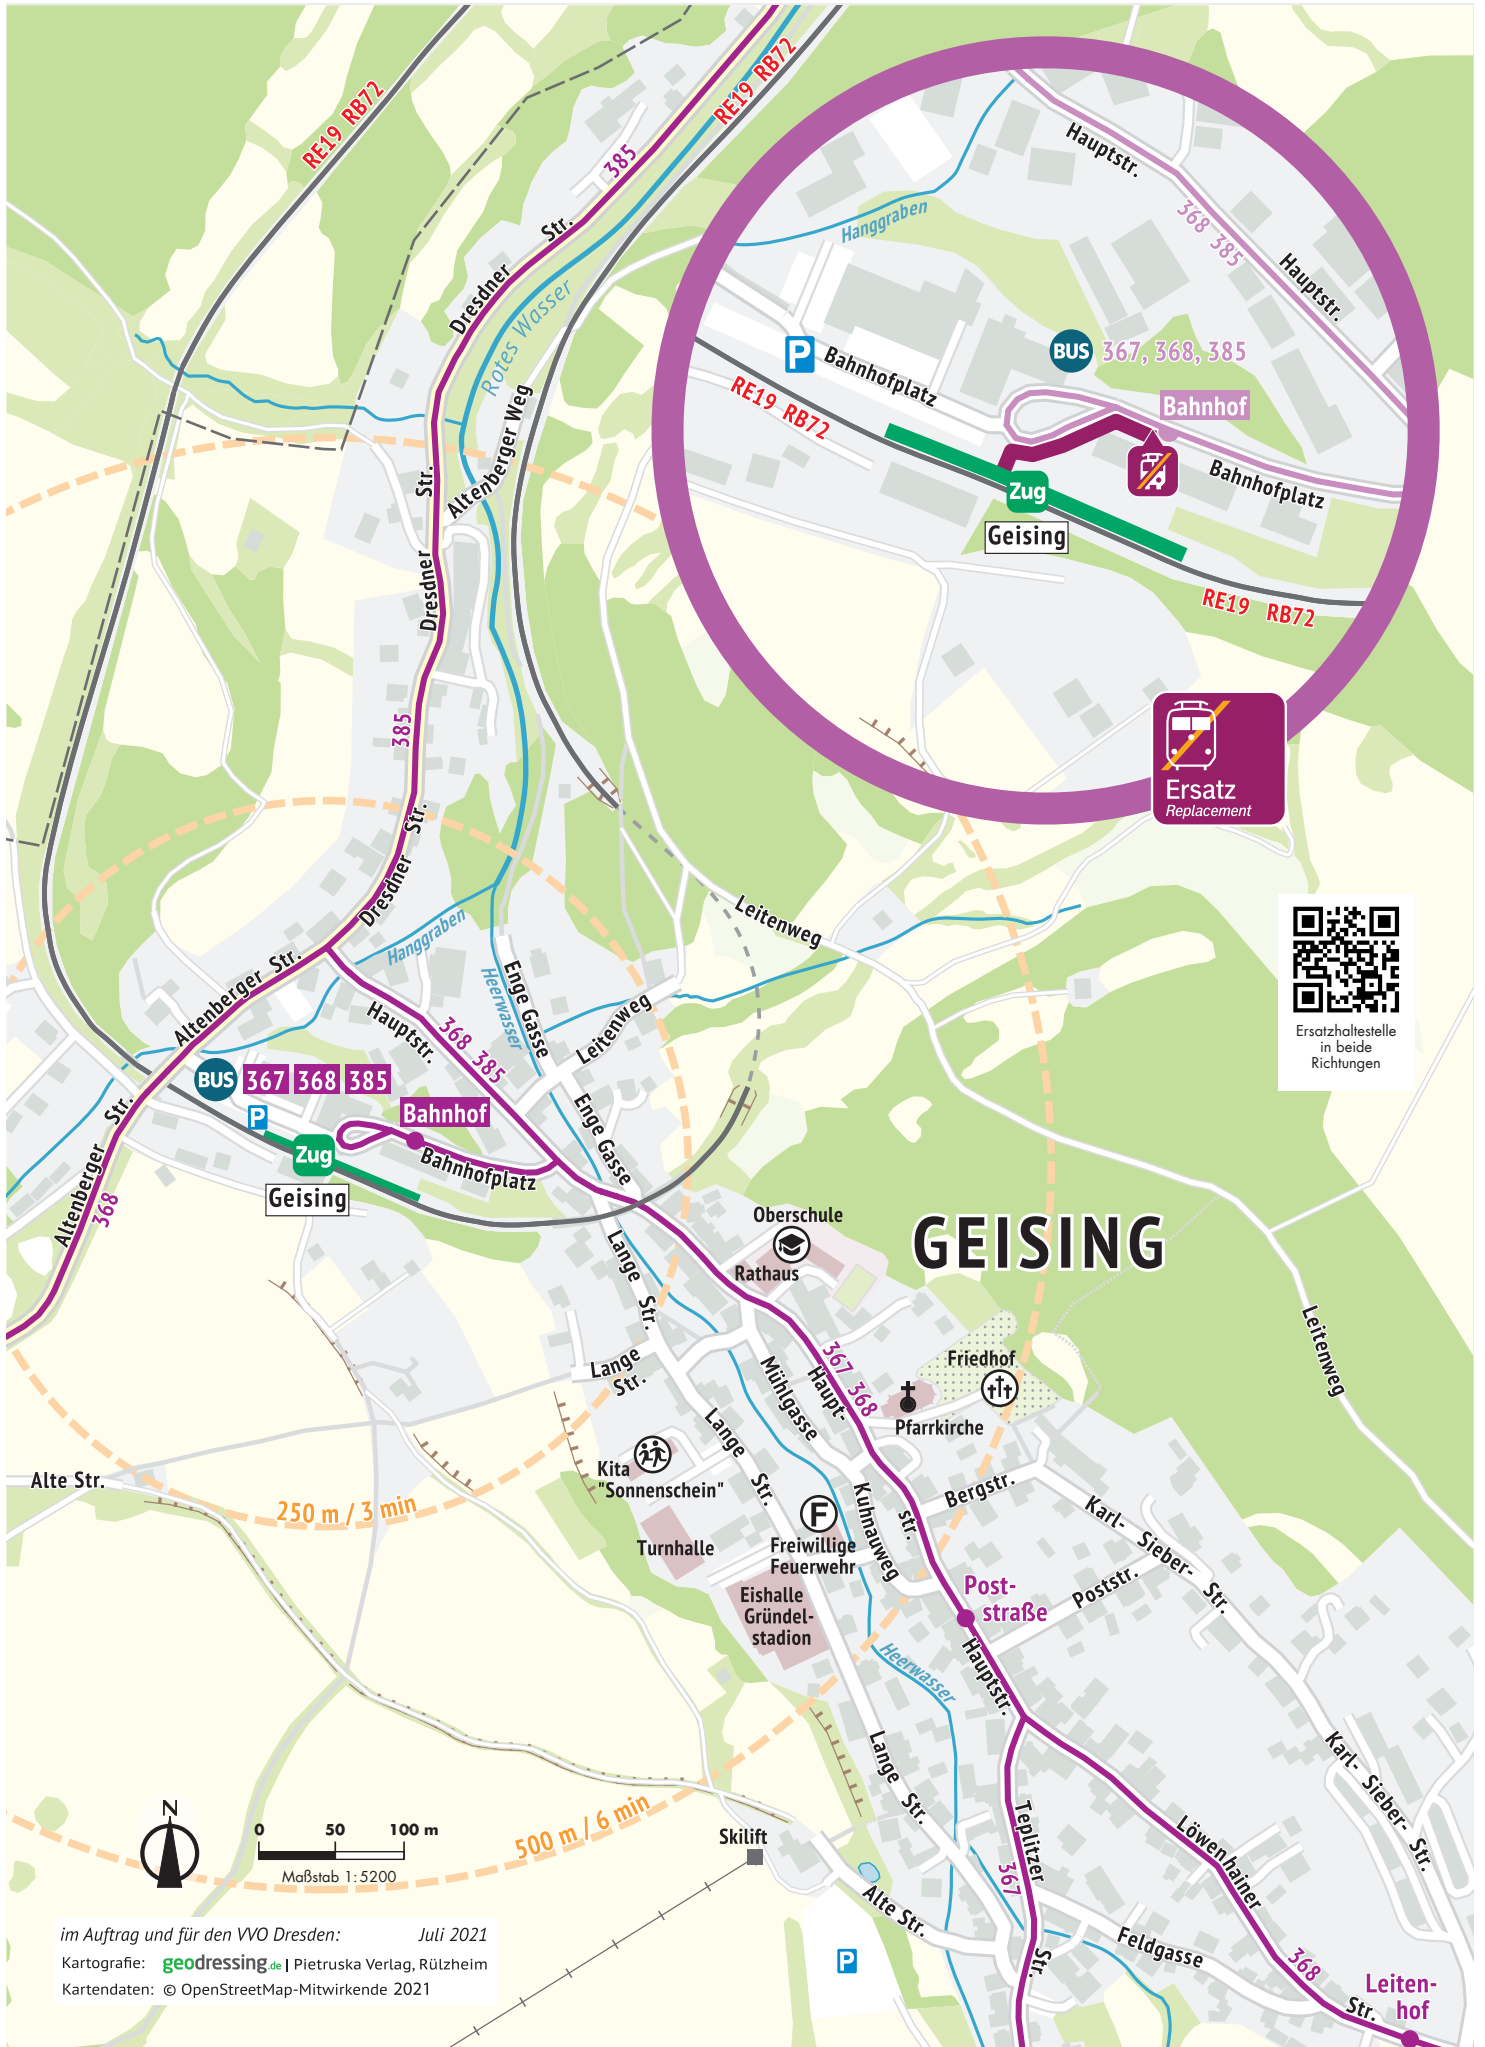 RE19 RB72
RE19 RB72
385
Dresdner Str.
Rotes Wasser
Altenberger Weg
Dresdner Str.
385
Dresdner Str.
Hauptstr.
368 385
Hauptstr.
Hanggraben
P
Bahnhofplatz
BUS 367, 368, 385
Bahnhof
RE19 RB72
Zug
Geising
Bahnhofplatz
RE19 RB72
Ersatz
Replacement
Ersatzhaltestelle
in beide
Richtungen
Leitenweg
Hanggraben
Heerwasser
Enge Gasse
Altenberger Str.
Hauptstr.
368 385
Leitenweg
BUS 367 368 385
P
Bahnhof
Zug
Bahnhofplatz
Geising
Enge Gasse
Altenberger Str.
368
GEISING
Oberschule
Rathaus
Lange Str.
Lange
Str.
Mühlgasse
Haupt-
367 368
str.
Friedhof
Pfarrkirche
Leitenweg
Kita
"Sonnenschein"
Lange Str.
Alte Str.
250 m / 3 min
Turnhalle
F
Freiwillige
Feuerwehr
Kuhnauweg
Bergstr.
Karl- Sieber- Str.
Poststr.
Eishalle
Gründel-
stadion
Post-
straße
Heerwasser
Hauptstr.
Lange Str.
Karl- Sieber- Str.
500 m / 6 min
Skilift
Teplitzer
367
Str.
Löwenhainer
368
Str.
Alte Str.
P
Feldgasse
Leiten-
hof
N
0 50 100 m
Maßstab 1:5200
im Auftrag und für den VVO Dresden: Juli 2021
Kartografie: geodressing.de | Pietruska Verlag, Rülzheim
Kartendaten: © OpenStreetMap-Mitwirkende 2021